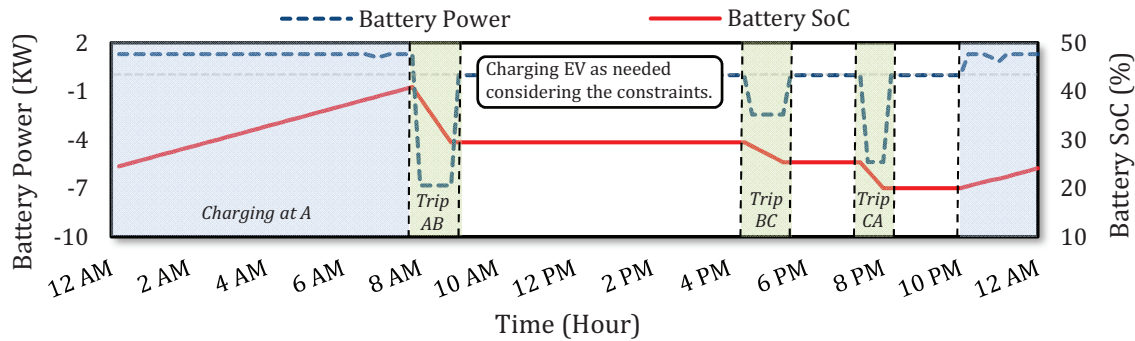 Battery Power
Battery SoC
Battery Power (KW)
2
-1
-4
-7
-10
Charging EV as needed
considering the constraints.
Charging at A
Trip
AB
Trip
BC
Trip
CA
50
40
30
20
10
Battery SoC (%)
12 AM
2 AM
4 AM
6 AM
8 AM
10 AM
12 PM
2 PM
4 PM
6 PM
8 PM
10 PM
12 AM
Time (Hour)